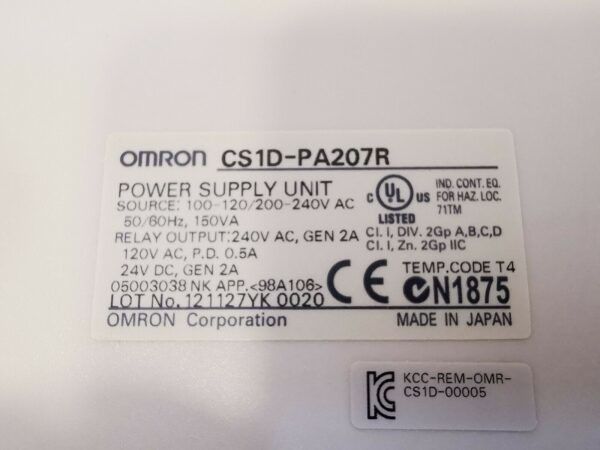 OMRON CS1D-PA207R
POWER SUPPLY UNIT
SOURCE: 100-120/200-240V AC
50/60Hz, 150VA
RELAY OUTPUT:240V AC, GEN 2A
120V AC, P.D. 0.5A
24V DC, GEN 2A
05003038 NK APP.<98A106>
LOT No. 121127YK 0020
OMRON Corporation
C UL US
LISTED
IND. CONT. EQ.
FOR HAZ. LOC.
71TM
Cl. I, DIV. 2Gp A,B,C,D
Cl. I, Zn. 2Gp IIC
TEMP.CODE T4
CE N1875
MADE IN JAPAN
KCC-REM-OMR-
CS1D-00005